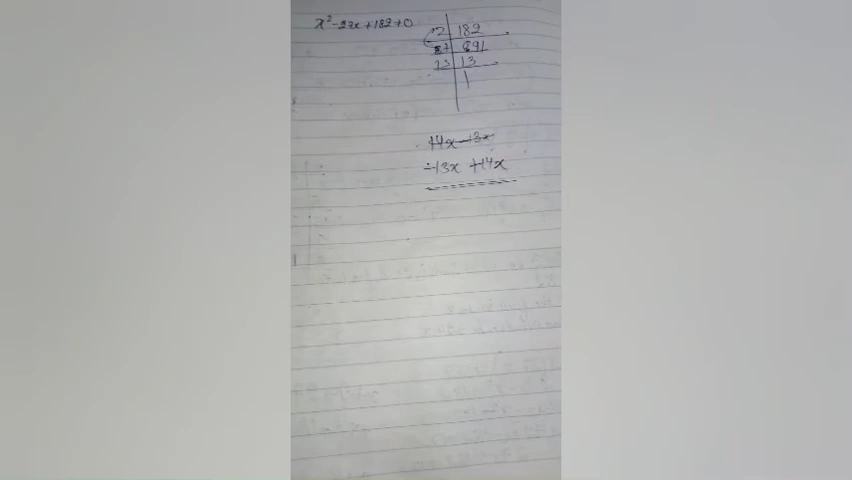 x² - 27x + 182 + 0
2 | 182
7 | 91
13 | 13
1
14x - 13x
-13x + 14x